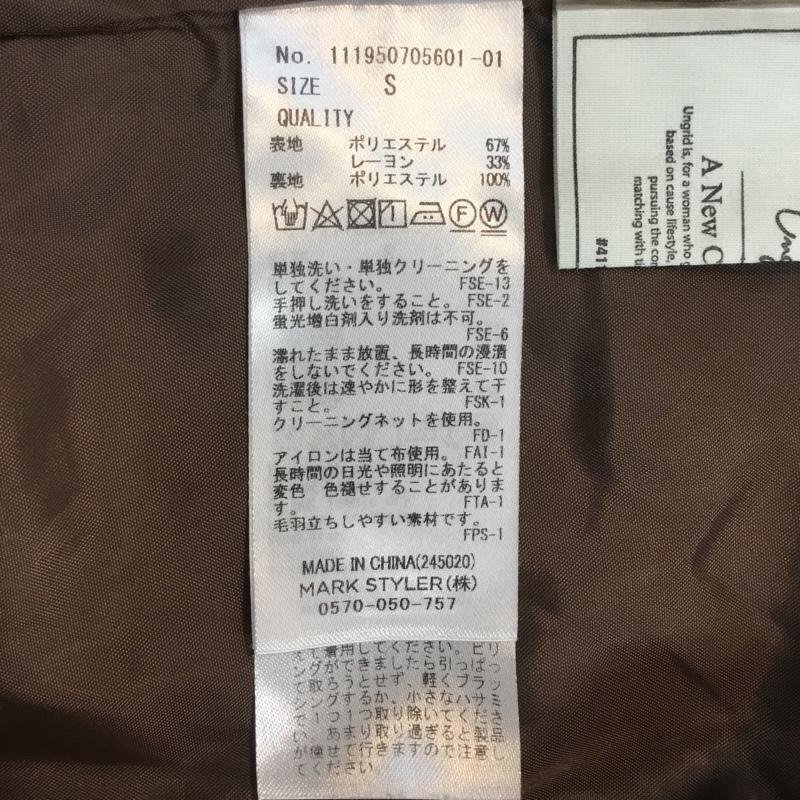 No. 111950705601-01
SIZE S
QUALITY
表地 ポリエステル 67%
レーヨン 33%
裏地 ポリエステル 100%
F W
単独洗い・単独クリーニングを
してください。 FSE-13
手押し洗いをすること。 FSE-2
蛍光増白剤入り洗剤は不可。
FSE-6
濡れたまま放置、長時間の浸漬
をしないでください。 FSE-10
洗濯後は速やかに形を整えて干
すこと。 FSK-1
クリーニングネットを使用。
FD-1
アイロンは当て布使用。 FAI-1
長時間の日光や照明にあたると
変色 色褪せすることがありま
す。 FTA-1
毛羽立ちしやすい素材です。
FPS-1
MADE IN CHINA(245020)
MARK STYLER(株)
0570-050-757
えて着用してください。ピリ
ングができましたら引っぱっ
て取ろうとせず、軽くブラッ
シングするか、小さなハサミ
で1つ1つ取り除いてくださ
い。あまり取り過ぎると製品
が痩せて行きますので注意し
てください。
Ung
A New C
Ungrid is, for a woman who
based on cause lifestyle,
pursuing the co
matching with
#41